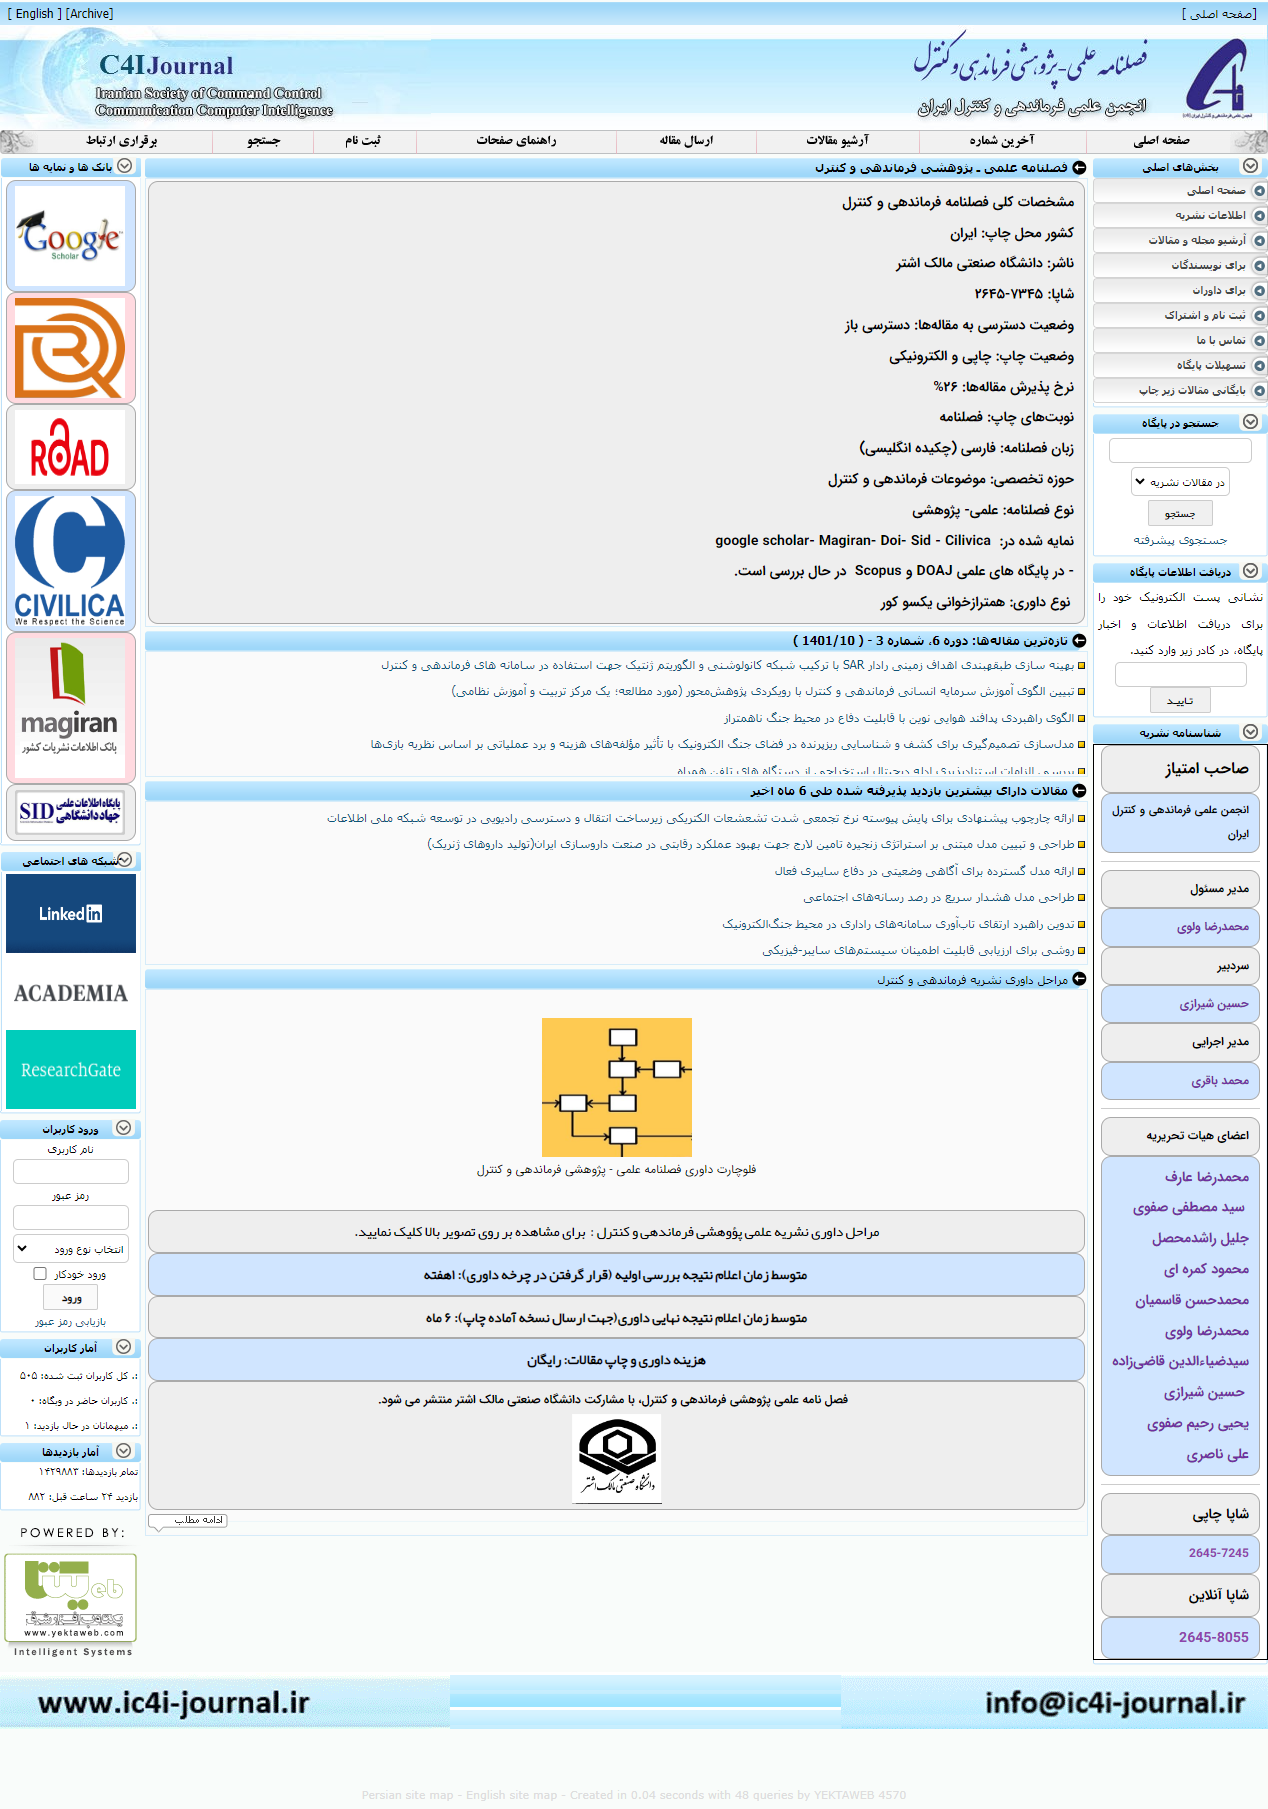 [صفحه اصلی ]
[Archive] [ English ]
C4I Journal
Iranian Society of Command Control
Communication Computer Intelligence
فصلنامه علمی-پژوهشی فرماندهی و کنترل
انجمن علمی فرماندهی و کنترل ایران
صفحه اصلی
آخرین شماره
آرشیو مقالات
ارسال مقاله
راهنمای صفحات
ثبت نام
جستجو
برقراری ارتباط
بخش‌های اصلی
صفحه اصلی
اطلاعات نشریه
آرشیو مجله و مقالات
برای نویسندگان
برای داوران
ثبت نام و اشتراک
تماس با ما
تسهیلات پایگاه
بایگانی مقالات زیر چاپ
جستجو در پایگاه
در مقالات نشریه
جستجو
جستجوی پیشرفته
دریافت اطلاعات پایگاه
نشانی پست الکترونیک خود را
برای دریافت اطلاعات و اخبار
پایگاه، در کادر زیر وارد کنید.
تایید
شناسنامه نشریه
صاحب امتیاز
انجمن علمی فرماندهی و کنترل
ایران
مدیر مسئول
محمدرضا ولوی
سردبیر
حسین شیرازی
مدیر اجرایی
محمد باقری
اعضای هیات تحریریه
محمدرضا عارف
سید مصطفی صفوی
جلیل راشدمحصل
محمود کمره ای
محمدحسن قاسمیان
محمدرضا ولوی
سیدضیاءالدین قاضی‌زاده
حسین شیرازی
یحیی رحیم صفوی
علی ناصری
شاپا چاپی
2645-7245
شاپا آنلاین
2645-8055
فصلنامه علمی ـ پژوهشی فرماندهی و کنترل
مشخصات کلی فصلنامه فرماندهی و کنترل
کشور محل چاپ: ایران
ناشر: دانشگاه صنعتی مالک اشتر
شاپا: ۷۳۴۵-۲۶۴۵
وضعیت دسترسی به مقاله‌ها: دسترسی باز
وضعیت چاپ: چاپی و الکترونیکی
نرخ پذیرش مقاله‌ها: ۲۶%
نوبت‌های چاپ: فصلنامه
زبان فصلنامه: فارسی (چکیده انگلیسی)
حوزه تخصصی: موضوعات فرماندهی و کنترل
نوع فصلنامه: علمی- پژوهشی
نمایه شده در: google scholar- Magiran- Doi- Sid - Cilivica
- در پایگاه های علمی DOAJ و Scopus در حال بررسی است.
نوع داوری: همترازخوانی یکسو کور
تازه‌ترین مقاله‌ها: دوره 6، شماره 3 - ( 1401/10 )
بهینه سازی طبقهبندی اهداف زمینی رادار SAR با ترکیب شبکه کانولوشنی و الگوریتم ژنتیک جهت استفاده در سامانه های فرماندهی و کنترل
تبیین الگوی آموزش سرمایه انسانی فرماندهی و کنترل با رویکردی پژوهش‌محور (مورد مطالعه؛ یک مرکز تربیت و آموزش نظامی)
الگوی راهبردی پدافند هوایی نوین با قابلیت دفاع در محیط جنگ ناهمتراز
مدل‌سازی تصمیم‌گیری برای کشف و شناسایی ریزپرنده در فضای جنگ الکترونیک با تأثیر مؤلفه‌های هزینه و برد عملیاتی بر اساس نظریه بازی‌ها
بررسی الزامات استنادپذیری ادله دیجیتال استخراجی از دستگاه های تلفن همراه
مقالات دارای بیشترین بازدید پذیرفته شده طی 6 ماه اخیر
ارائه چارچوب پیشنهادی برای پایش پیوسته نرخ تجمعی شدت تشعشعات الکتریکی زیرساخت انتقال و دسترسی رادیویی در توسعه شبکه ملی اطلاعات
طراحی و تبیین مدل مبتنی بر استراتژی زنجیره تامین لارج جهت بهبود عملکرد رقابتی در صنعت داروسازی ایران(تولید داروهای ژنریک)
ارائه مدل گسترده برای آگاهی وضعیتی در دفاع سایبری فعال
طراحی مدل هشدار سریع در رصد رسانه‌های اجتماعی
تدوین راهبرد ارتقای تاب‌آوری سامانه‌های راداری در محیط جنگ‌الکترونیک
روشی برای ارزیابی قابلیت اطمینان سیستم‌های سایبر-فیزیکی
مراحل داوری نشریه فرماندهی و کنترل
فلوچارت داوری فصلنامه علمی - پژوهشی فرماندهی و کنترل
مراحل داوری نشریه علمی پؤوهشی فرماندهی و کنترل : برای مشاهده بر روی تصویر بالا کلیک نمایید.
متوسط زمان اعلام نتیجه بررسی اولیه (قرار گرفتن در چرخه داوری): ۱هفته
متوسط زمان اعلام نتیجه نهایی داوری(جهت ارسال نسخه آماده چاپ): ۶ ماه
هزینه داوری و چاپ مقالات: رایگان
فصل نامه علمی پژوهشی فرماندهی و کنترل، با مشارکت دانشگاه صنعتی مالک اشتر منتشر می شود.
دانشگاه صنعتی مالک اشتر
ادامه مطلب
بانک ها و نمایه ها
Google
Scholar
ROAD
CIVILICA
We Respect the Science
magiran
بانک اطلاعات نشریات کشور
SID
پایگاه اطلاعات علمی
جهاد دانشگاهی
شبکه های اجتماعی
Linkedin
ACADEMIA
ResearchGate
ورود کاربران
نام کاربری
رمز عبور
انتخاب نوع ورود
ورود خودکار
ورود
بازیابی رمز عبور
آمار کاربران
.: کل کاربران ثبت شده: ۵۰۵
.: کاربران حاضر در وبگاه: ۰
.: میهمانان در حال بازدید: ۱
آمار بازدیدها
تمام بازدیدها: ۱۴۲۹۸۸۳
بازدید ۲۴ ساعت قبل: ۸۸۲
POWERED BY:
یکتاوب افزار شرق
www.yektaweb.com
Intelligent Systems
www.ic4i-journal.ir
info@ic4i-journal.ir
Persian site map - English site map - Created in 0.04 seconds with 48 queries by YEKTAWEB 4570